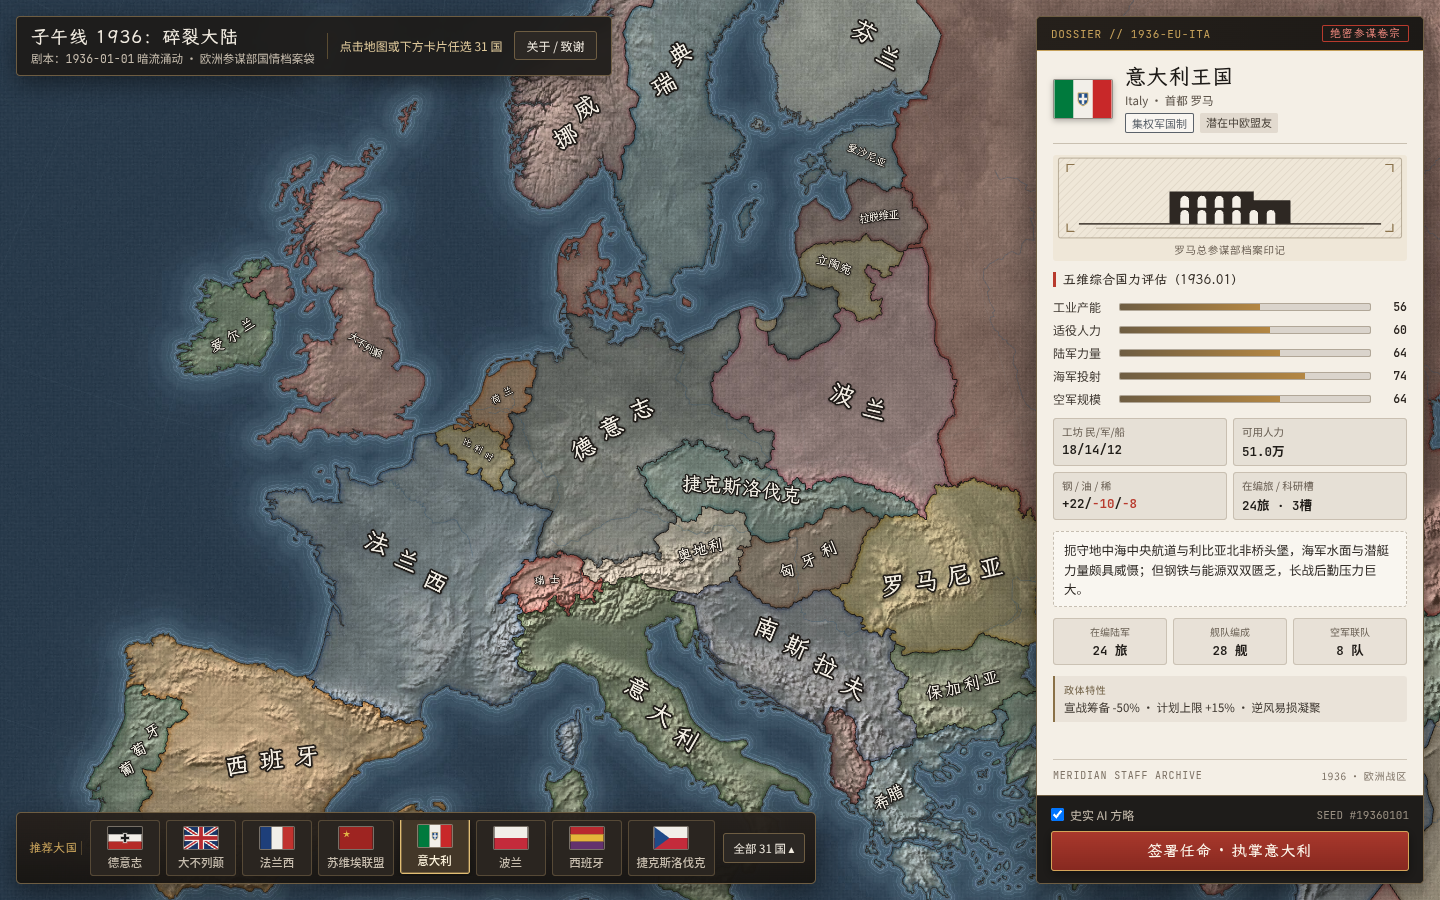 子午线 1936：碎裂大陆
剧本：1936-01-01 暗流涌动 • 欧洲参谋部国情档案袋
点击地图或下方卡片任选 31 国
关于 / 致谢
挪威
瑞典
芬兰
爱沙尼亚
拉脱维亚
立陶宛
爱尔兰
大不列颠
荷兰
比利时
德意志
波兰
捷克斯洛伐克
法兰西
瑞士
奥地利
匈牙利
罗马尼亚
南斯拉夫
保加利亚
意大利
希腊
西班牙
葡萄牙
推荐大国
德意志
大不列颠
法兰西
苏维埃联盟
意大利
波兰
西班牙
捷克斯洛伐克
全部 31 国 ▴
DOSSIER // 1936-EU-ITA
绝密参谋卷宗
意大利王国
Italy • 首都 罗马
集权军国制
潜在中欧盟友
罗马总参谋部档案印记
五维综合国力评估（1936.01）
工业产能 56
适役人力 60
陆军力量 64
海军投射 74
空军规模 64
工坊 民/军/船
18/14/12
可用人力
51.0万
钢 / 油 / 稀
+22/-10/-8
在编旅 / 科研槽
24旅 · 3槽
扼守地中海中央航道与利比亚北非桥头堡，海军水面与潜艇
力量颇具威慑；但钢铁与能源双双匮乏，长战后勤压力巨
大。
在编陆军
24 旅
舰队编成
28 舰
空军联队
8 队
政体特性
宣战筹备 -50% • 计划上限 +15% • 逆风易损凝聚
MERIDIAN STAFF ARCHIVE
1936 • 欧洲战区
史实 AI 方略
SEED #19360101
签署任命 • 执掌意大利